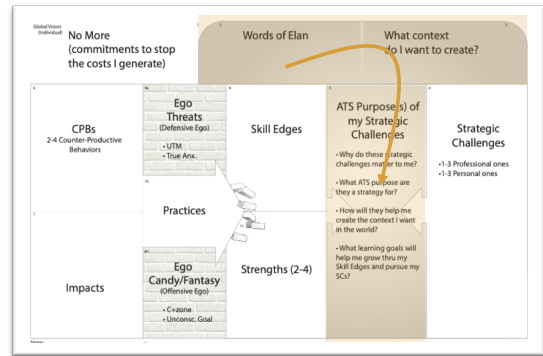 Global Vision
(Individual)
No More
(commitments to stop
the costs I generate)
Words of Elan
What context
do I want to create?
CPBs
2-4 Counter-Productive
Behaviors
Ego
Threats
(Defensive Ego)
• UTM
• True Anx.
Skill Edges
ATS Purpose(s) of
my Strategic
Challenges
• Why do these strategic
challenges matter to me?
• What ATS purpose are
they a strategy for?
• How will they help me
create the context I want
in the world?
• What learning goals will
help me grow thru my
Skill Edges and pursue my
SCs?
Strategic
Challenges
•1-3 Professional ones
•1-3 Personal ones
Practices
Impacts
Ego
Candy/Fantasy
(Offensive Ego)
• C+zone
• Unconsc. Goal
Strengths (2-4)